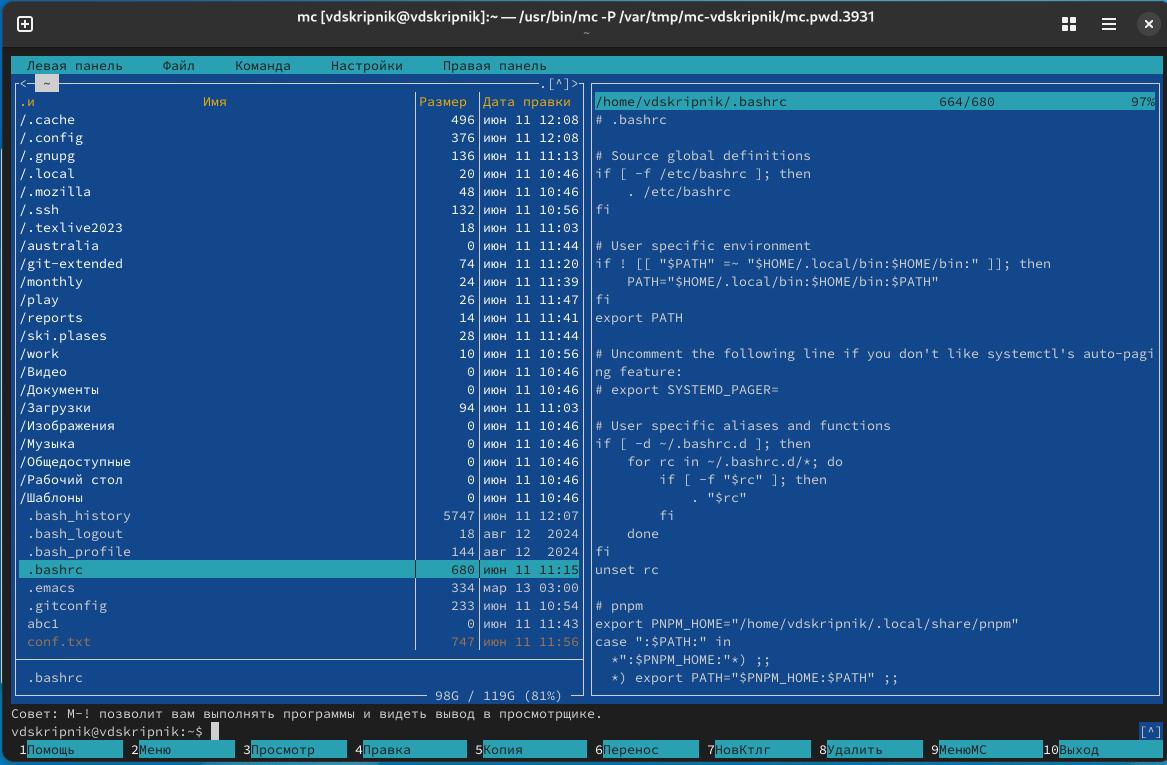 mc [vdskripnik@vdskripnik]:~ — /usr/bin/mc -P /var/tmp/mc-vdskripnik/mc.pwd.3931
~
Левая панель Файл Команда Настройки Правая панель
<─ ~ .[^]>
.и Имя Размер Дата правки
/.cache 496 июн 11 12:08
/.config 376 июн 11 12:08
/.gnupg 136 июн 11 11:13
/.local 20 июн 11 10:46
/.mozilla 48 июн 11 10:46
/.ssh 132 июн 11 10:56
/.texlive2023 18 июн 11 11:03
/australia 0 июн 11 11:44
/git-extended 74 июн 11 11:20
/monthly 24 июн 11 11:39
/play 26 июн 11 11:47
/reports 14 июн 11 11:41
/ski.plases 28 июн 11 11:44
/work 10 июн 11 10:56
/Видео 0 июн 11 10:46
/Документы 0 июн 11 10:46
/Загрузки 94 июн 11 11:03
/Изображения 0 июн 11 10:46
/Музыка 0 июн 11 10:46
/Общедоступные 0 июн 11 10:46
/Рабочий стол 0 июн 11 10:46
/Шаблоны 0 июн 11 10:46
.bash_history 5747 июн 11 12:07
.bash_logout 18 авг 12 2024
.bash_profile 144 авг 12 2024
.bashrc 680 июн 11 11:15
.emacs 334 мар 13 03:00
.gitconfig 233 июн 11 10:54
abc1 0 июн 11 11:43
conf.txt 747 июн 11 11:56
.bashrc
98G / 119G (81%)
/home/vdskripnik/.bashrc 664/680 97%
# .bashrc
# Source global definitions
if [ -f /etc/bashrc ]; then
    . /etc/bashrc
fi
# User specific environment
if ! [[ "$PATH" =~ "$HOME/.local/bin:$HOME/bin:" ]]; then
    PATH="$HOME/.local/bin:$HOME/bin:$PATH"
fi
export PATH
# Uncomment the following line if you don't like systemctl's auto-pagi
ng feature:
# export SYSTEMD_PAGER=
# User specific aliases and functions
if [ -d ~/.bashrc.d ]; then
    for rc in ~/.bashrc.d/*; do
        if [ -f "$rc" ]; then
            . "$rc"
        fi
    done
fi
unset rc
# pnpm
export PNPM_HOME="/home/vdskripnik/.local/share/pnpm"
case ":$PATH:" in
  *":$PNPM_HOME:"*) ;;
  *) export PATH="$PNPM_HOME:$PATH" ;;
Совет: M-! позволит вам выполнять программы и видеть вывод в просмотрщике.
vdskripnik@vdskripnik:~$ [^]
1Помощь 2Меню 3Просмотр 4Правка 5Копия 6Перенос 7НовКтлг 8Удалить 9МенюМС 10Выход